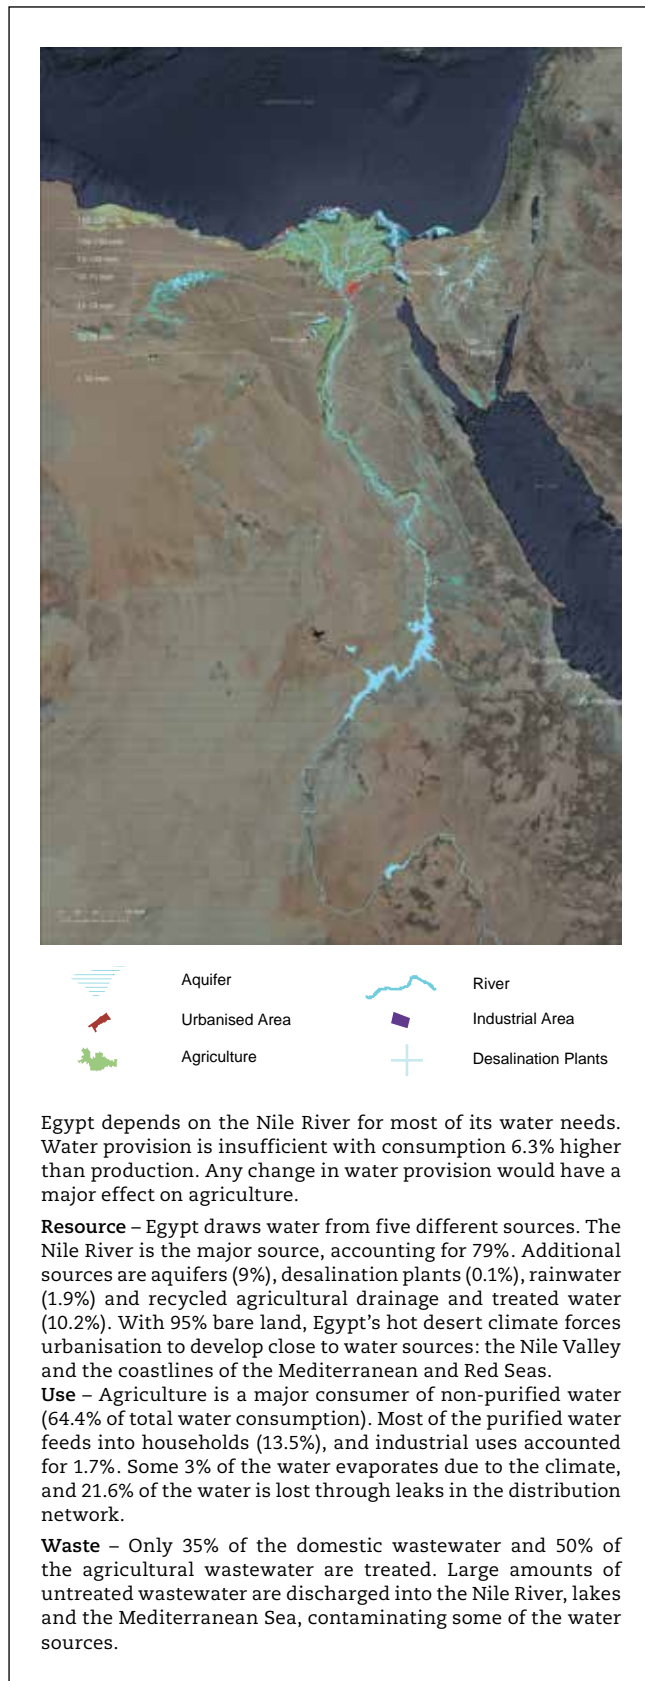 Aquifer
River
Urbanised Area
Industrial Area
Agriculture
Desalination Plants
Egypt depends on the Nile River for most of its water needs.
Water provision is insufficient with consumption 6.3% higher
than production. Any change in water provision would have a
major effect on agriculture.
Resource – Egypt draws water from five different sources. The
Nile River is the major source, accounting for 79%. Additional
sources are aquifers (9%), desalination plants (0.1%), rainwater
(1.9%) and recycled agricultural drainage and treated water
(10.2%). With 95% bare land, Egypt's hot desert climate forces
urbanisation to develop close to water sources: the Nile Valley
and the coastlines of the Mediterranean and Red Seas.
Use – Agriculture is a major consumer of non-purified water
(64.4% of total water consumption). Most of the purified water
feeds into households (13.5%), and industrial uses accounted
for 1.7%. Some 3% of the water evaporates due to the climate,
and 21.6% of the water is lost through leaks in the distribution
network.
Waste – Only 35% of the domestic wastewater and 50% of
the agricultural wastewater are treated. Large amounts of
untreated wastewater are discharged into the Nile River, lakes
and the Mediterranean Sea, contaminating some of the water
sources.